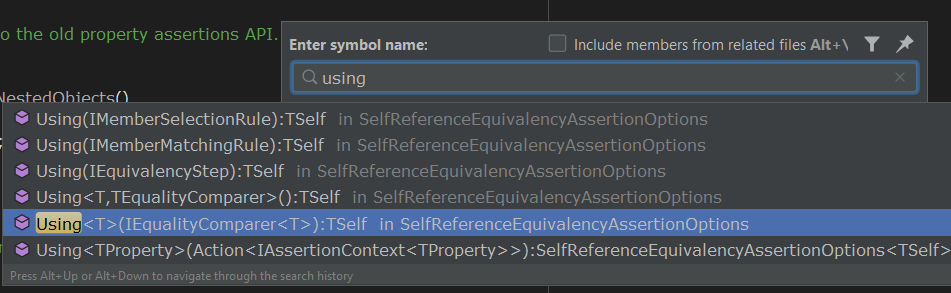 o the old property assertions API.
Enter symbol name:
Include members from related files Alt+\
using
NestedObjects()
Using(IMemberSelectionRule):TSelf in SelfReferenceEquivalencyAssertionOptions
Using(IMemberMatchingRule):TSelf in SelfReferenceEquivalencyAssertionOptions
Using(IEquivalencyStep):TSelf in SelfReferenceEquivalencyAssertionOptions
Using<T,TEqualityComparer>():TSelf in SelfReferenceEquivalencyAssertionOptions
Using<T>(IEqualityComparer<T>):TSelf in SelfReferenceEquivalencyAssertionOptions
Using<TProperty>(Action<IAssertionContext<TProperty>>):SelfReferenceEquivalencyAssertionOptions<TSelf>
Press Alt+Up or Alt+Down to navigate through the search history